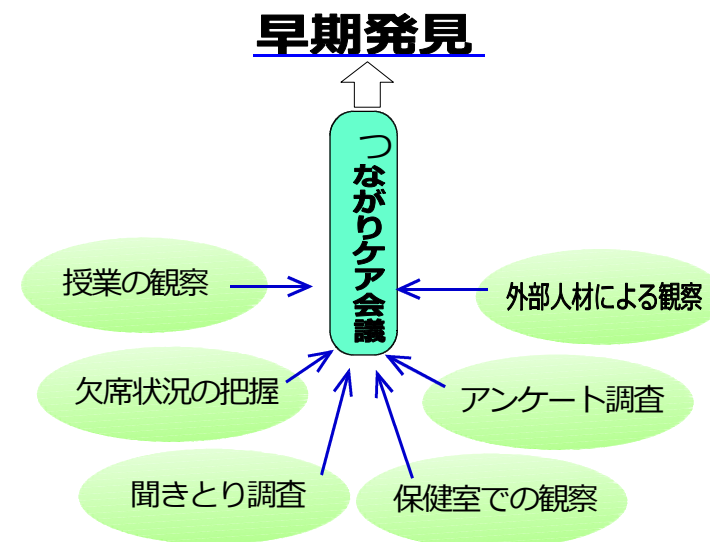 早期発見
つながりケア会議
授業の観察
外部人材による観察
欠席状況の把握
アンケート調査
聞きとり調査
保健室での観察